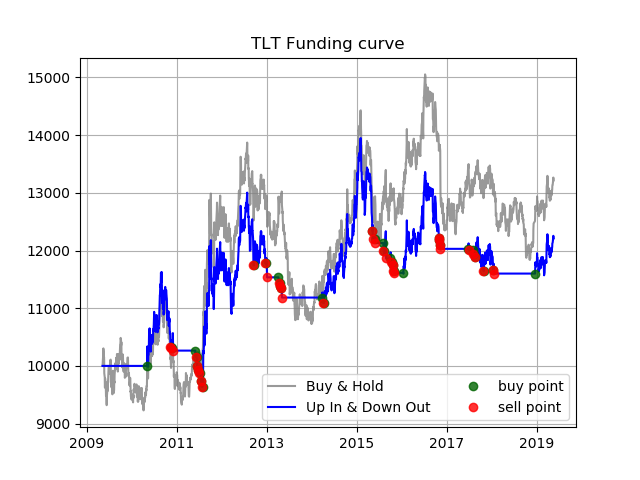 TLT Funding curve
15000
14000
13000
12000
11000
10000
9000
Buy & Hold
Up In & Down Out
buy point
sell point
2009 2011 2013 2015 2017 2019